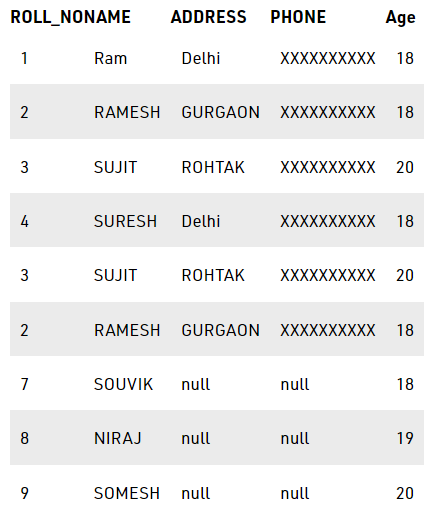 ROLL_NONAME ADDRESS PHONE Age
1 Ram Delhi XXXXXXXXXX 18
2 RAMESH GURGAON XXXXXXXXXX 18
3 SUJIT ROHTAK XXXXXXXXXX 20
4 SURESH Delhi XXXXXXXXXX 18
3 SUJIT ROHTAK XXXXXXXXXX 20
2 RAMESH GURGAON XXXXXXXXXX 18
7 SOUVIK null null 18
8 NIRAJ null null 19
9 SOMESH null null 20